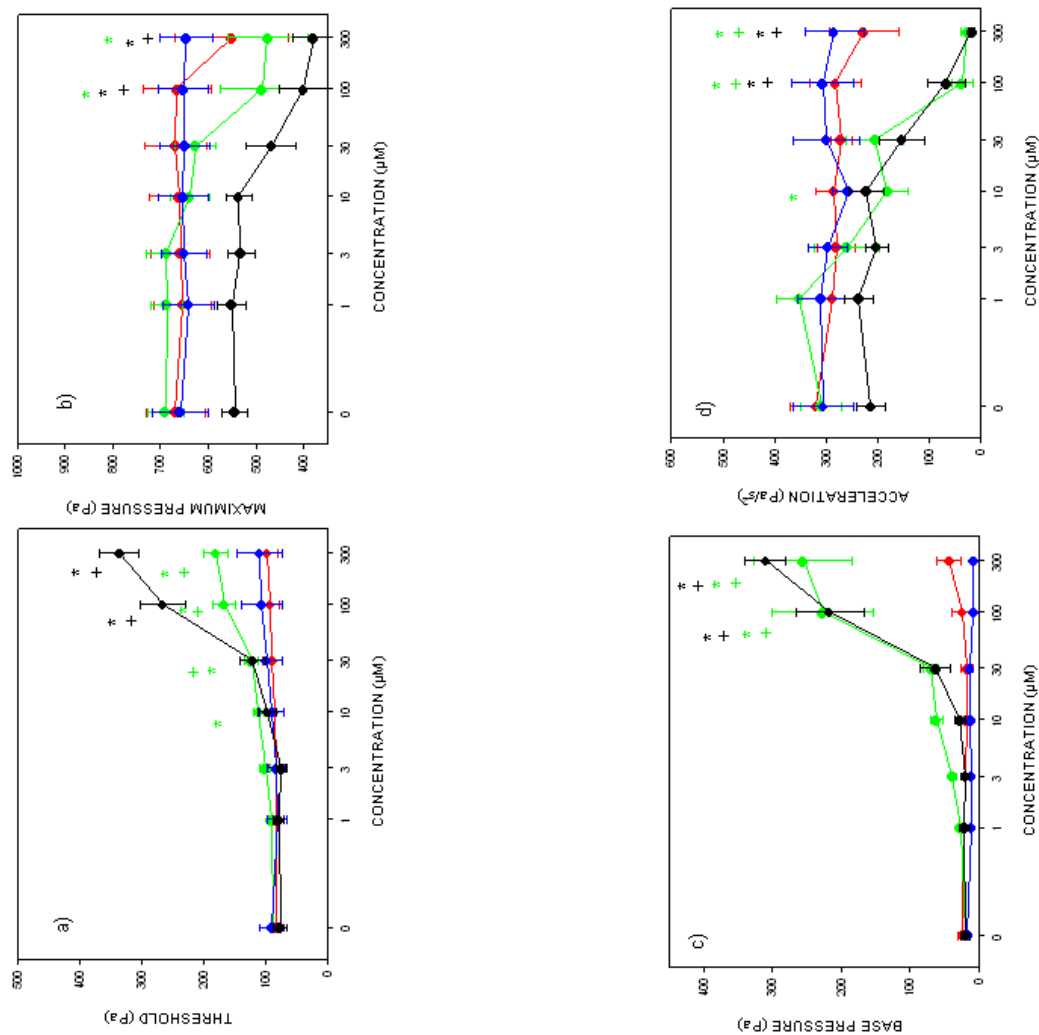 a)
THRESHOLD (Pa)
500
400
300
200
100
0
0 1 3 10 30 100 300
CONCENTRATION (µM)
b)
MAXIMUM PRESSURE (Pa)
1000
900
800
700
600
500
400
0 1 3 10 30 100 300
CONCENTRATION (µM)
c)
BASE PRESSURE (Pa)
400
300
200
100
0
0 1 3 10 30 100 300
CONCENTRATION (µM)
d)
ACCELERATION (Pa/s²)
600
400
300
200
100
0
0 1 3 10 30 100 300
CONCENTRATION (µM)